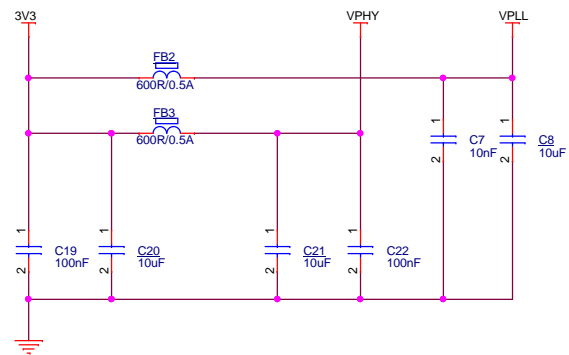 3V3
VPHY
VPLL
FB2
600R/0.5A
FB3
600R/0.5A
1
2
C7
10nF
1
2
C8
10uF
1
2
C19
100nF
1
2
C20
10uF
1
2
C21
10uF
1
2
C22
100nF